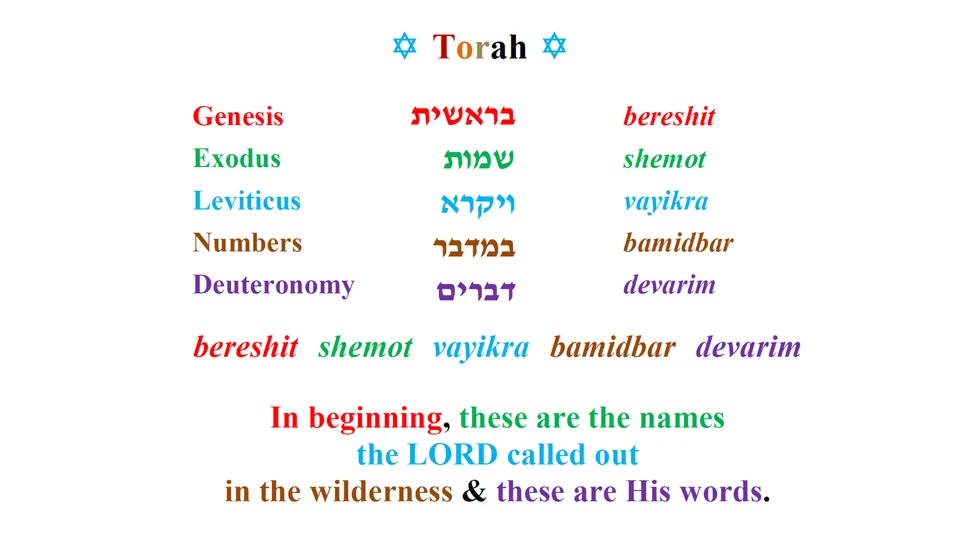 ✡ Torah ✡
Genesis בראשית bereshit
Exodus שמות shemot
Leviticus ויקרא vayikra
Numbers במדבר bamidbar
Deuteronomy דברים devarim
bereshit shemot vayikra bamidbar devarim
In beginning, these are the names
the LORD called out
in the wilderness & these are His words.